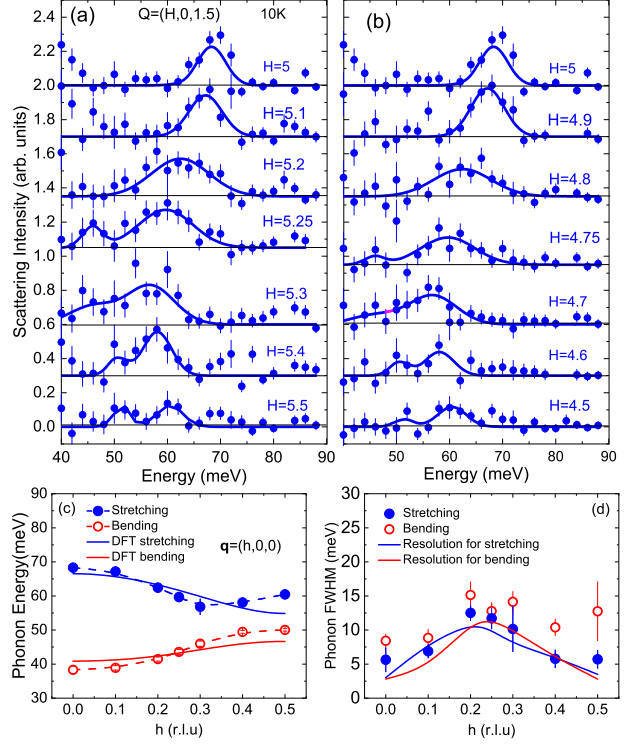 (a)
Q=(H,0,1.5)
10K
(b)
2.4
2.2
2.0
1.8
1.6
1.4
1.2
1.0
0.8
0.6
0.4
0.2
0.0
Scattering Intensity (arb. units)
H=5
H=5.1
H=5.2
H=5.25
H=5.3
H=5.4
H=5.5
H=5
H=4.9
H=4.8
H=4.75
H=4.7
H=4.6
H=4.5
40 50 60 70 80 90
Energy (meV)
40 50 60 70 80 90
Energy (meV)
(c)
Stretching
Bending
DFT stretching
DFT bending
q=(h,0,0)
90
80
70
60
50
40
30
Phonon Energy(meV)
0.0 0.1 0.2 0.3 0.4 0.5
h (r.l.u)
(d)
Stretching
Bending
Resolution for stretching
Resolution for bending
30
25
20
15
10
5
0
Phonon FWHM (meV)
0.0 0.1 0.2 0.3 0.4 0.5
h (r.l.u)